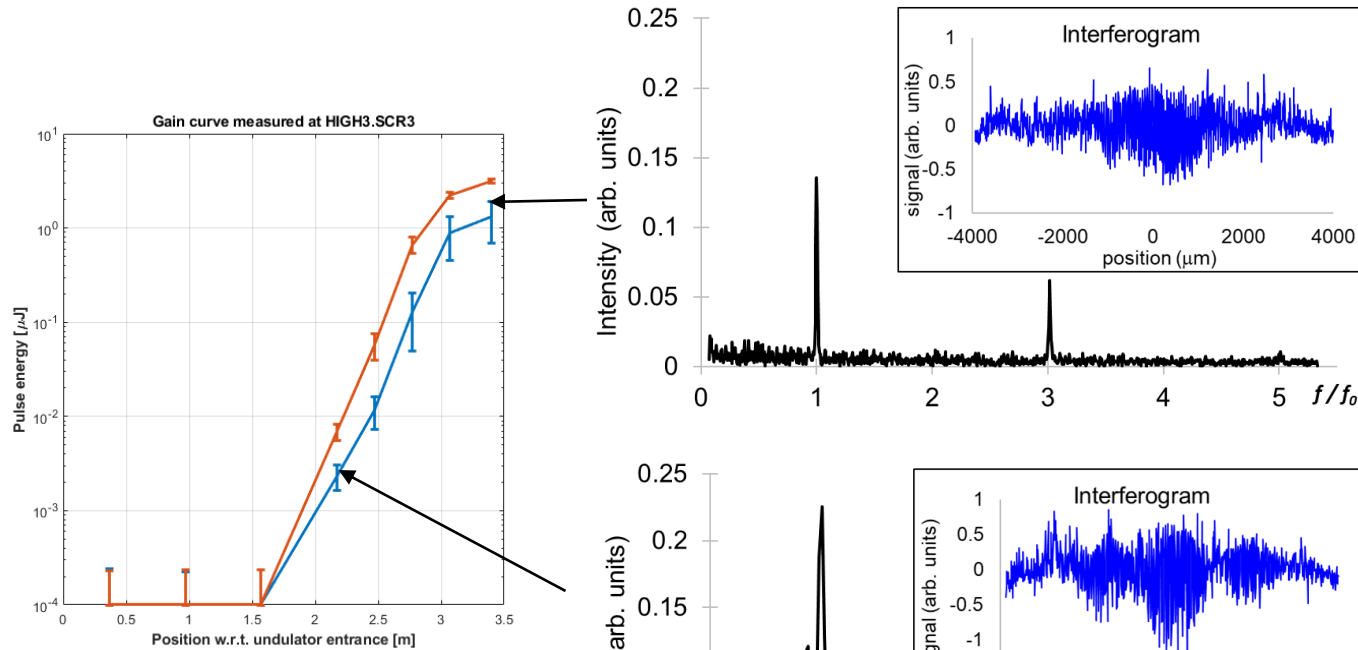 Gain curve measured at HIGH3.SCR3
Pulse energy [μJ]
10^1
10^0
10^-1
10^-2
10^-3
10^-4
0 0.5 1 1.5 2 2.5 3 3.5
Position w.r.t. undulator entrance [m]
Intensity (arb. units)
0.25
0.2
0.15
0.1
0.05
0
0 1 2 3 4 5 f/f₀
Interferogram
signal (arb. units)
1
0.5
0
-0.5
-1
-4000 -2000 0 2000 4000
position (μm)
arb. units)
0.25
0.2
0.15
Interferogram
gnal (arb. units)
1
0.5
0
-0.5
-1